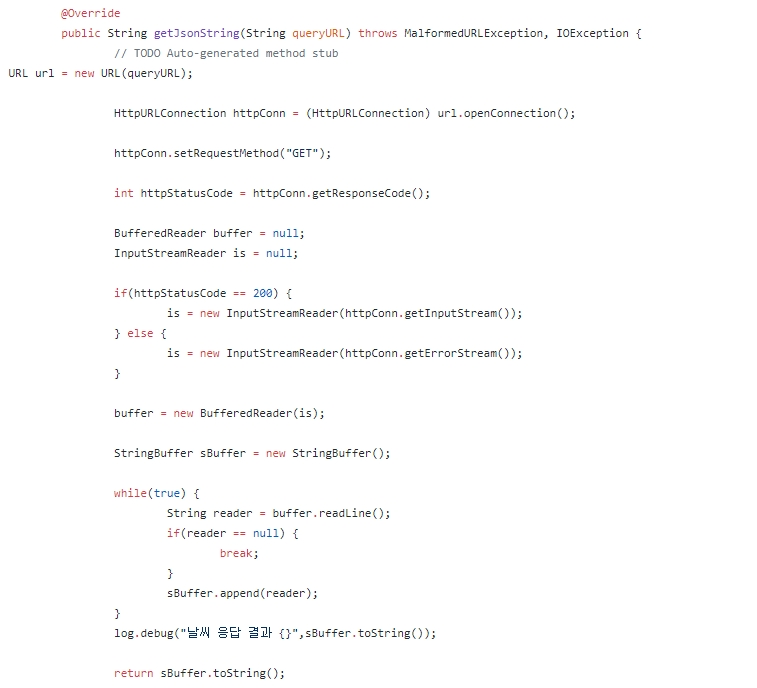 @Override
public String getJsonString(String queryURL) throws MalformedURLException, IOException {
// TODO Auto-generated method stub
URL url = new URL(queryURL);
HttpURLConnection httpConn = (HttpURLConnection) url.openConnection();
httpConn.setRequestMethod("GET");
int httpStatusCode = httpConn.getResponseCode();
BufferedReader buffer = null;
InputStreamReader is = null;
if(httpStatusCode == 200) {
is = new InputStreamReader(httpConn.getInputStream());
} else {
is = new InputStreamReader(httpConn.getErrorStream());
}
buffer = new BufferedReader(is);
StringBuffer sBuffer = new StringBuffer();
while(true) {
String reader = buffer.readLine();
if(reader == null) {
break;
}
sBuffer.append(reader);
}
log.debug("날씨 응답 결과 {}",sBuffer.toString());
return sBuffer.toString();